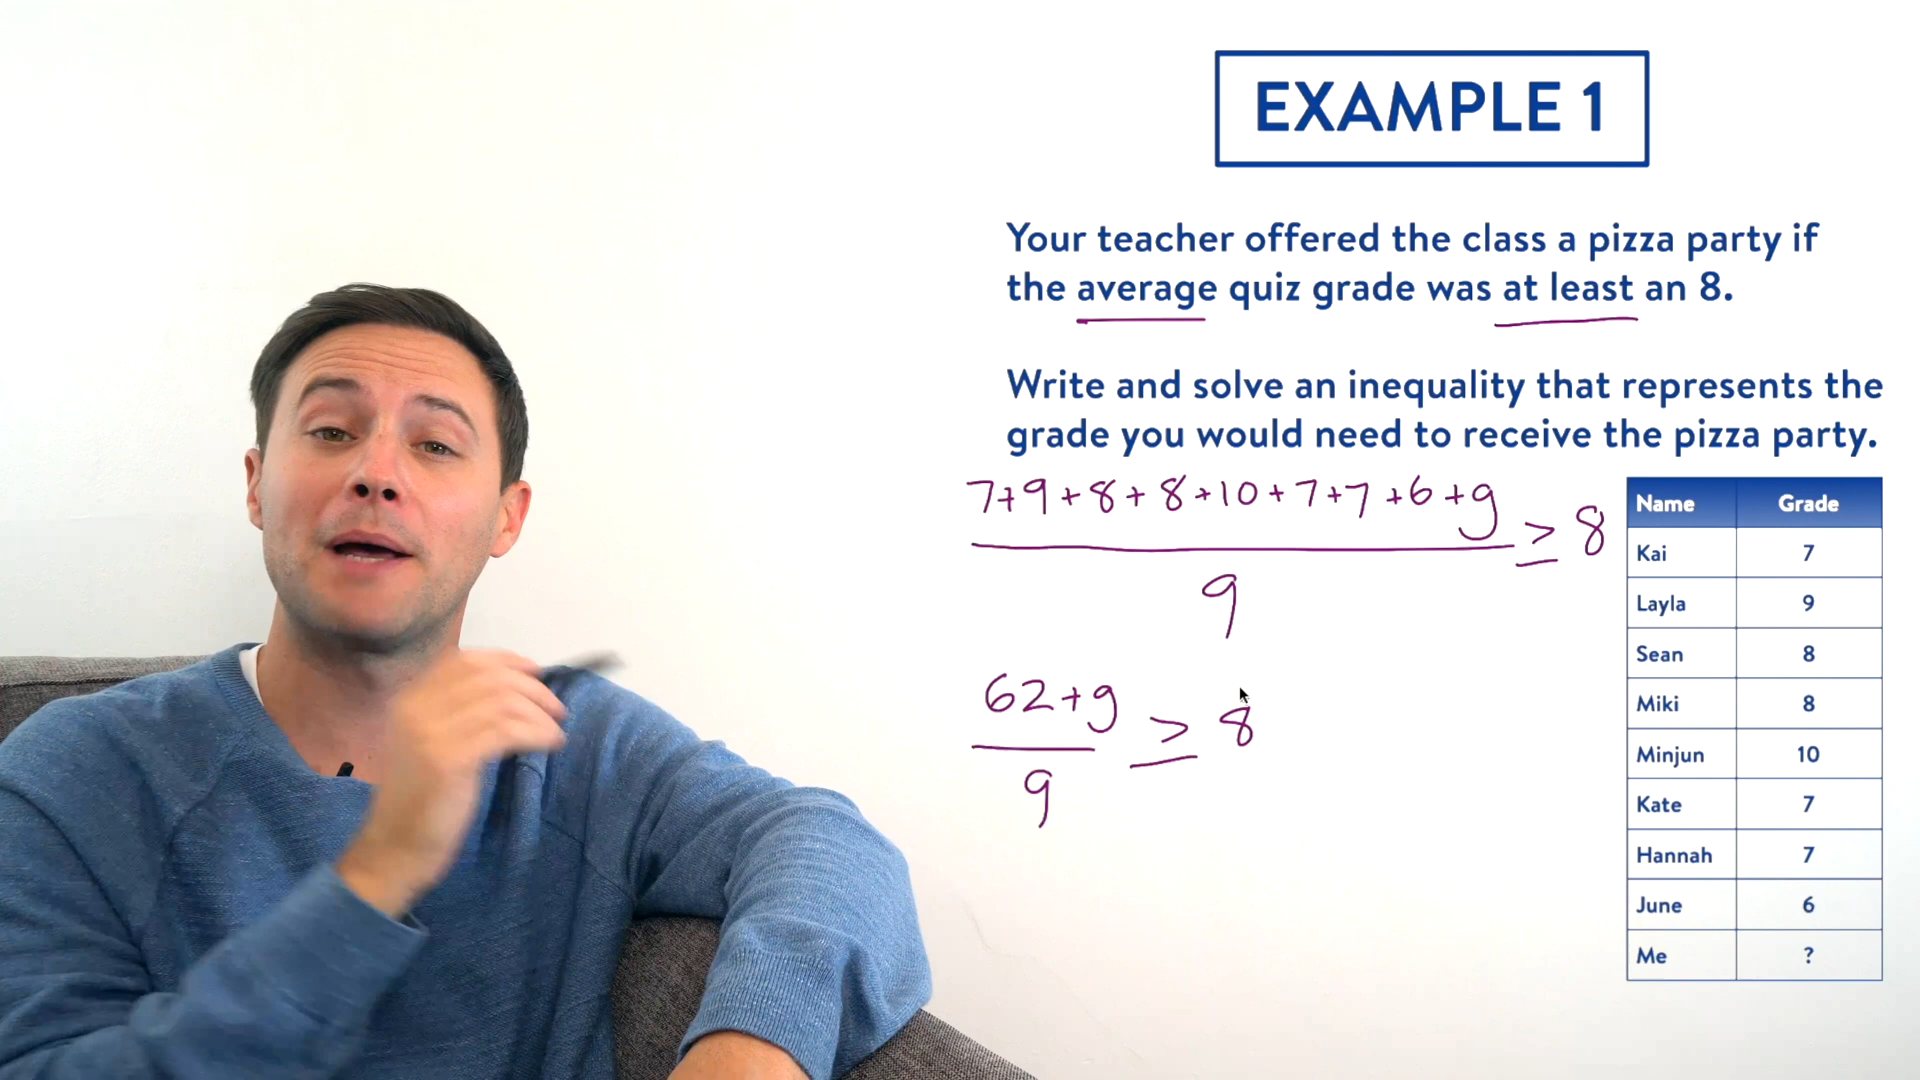 EXAMPLE 1
Your teacher offered the class a pizza party if
the average quiz grade was at least an 8.
Write and solve an inequality that represents the
grade you would need to receive the pizza party.
7+9+8+8+10+7+7+6+g ≥ 8
9
62+g ≥ 8
9
Name Grade
Kai 7
Layla 9
Sean 8
Miki 8
Minjun 10
Kate 7
Hannah 7
June 6
Me ?